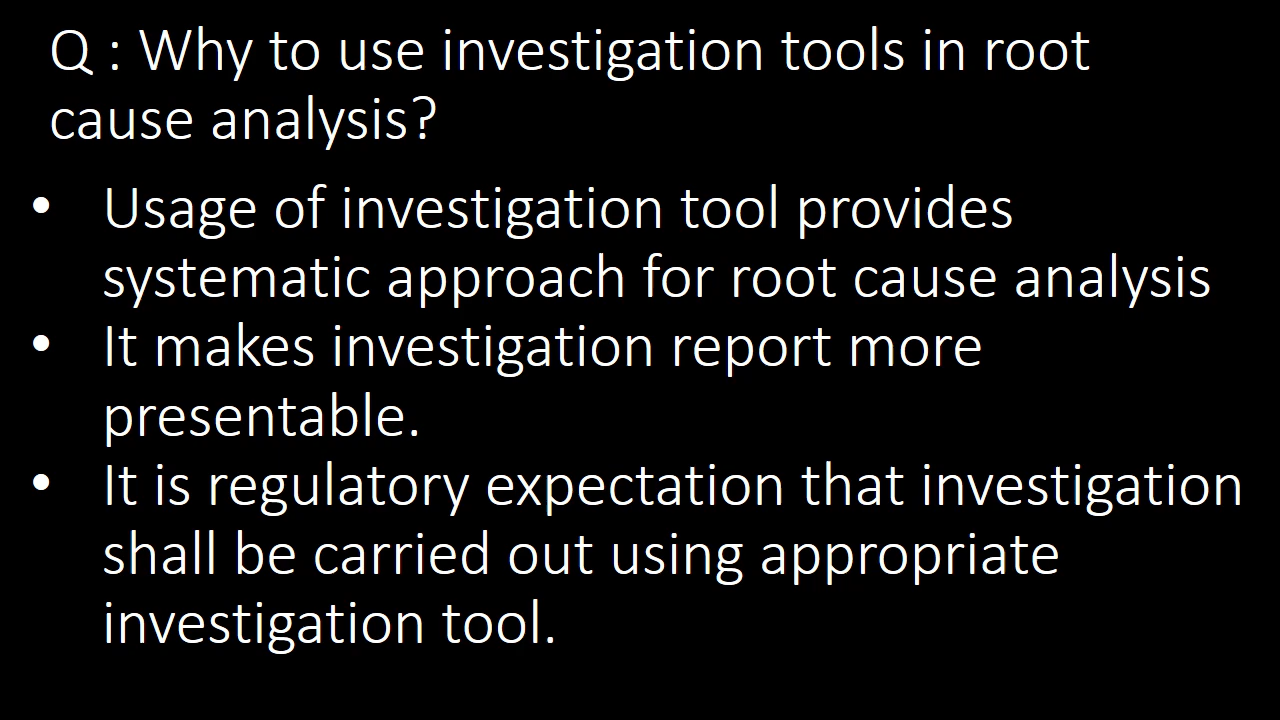 Q : Why to use investigation tools in root
cause analysis?
• Usage of investigation tool provides
systematic approach for root cause analysis
• It makes investigation report more
presentable.
• It is regulatory expectation that investigation
shall be carried out using appropriate
investigation tool.